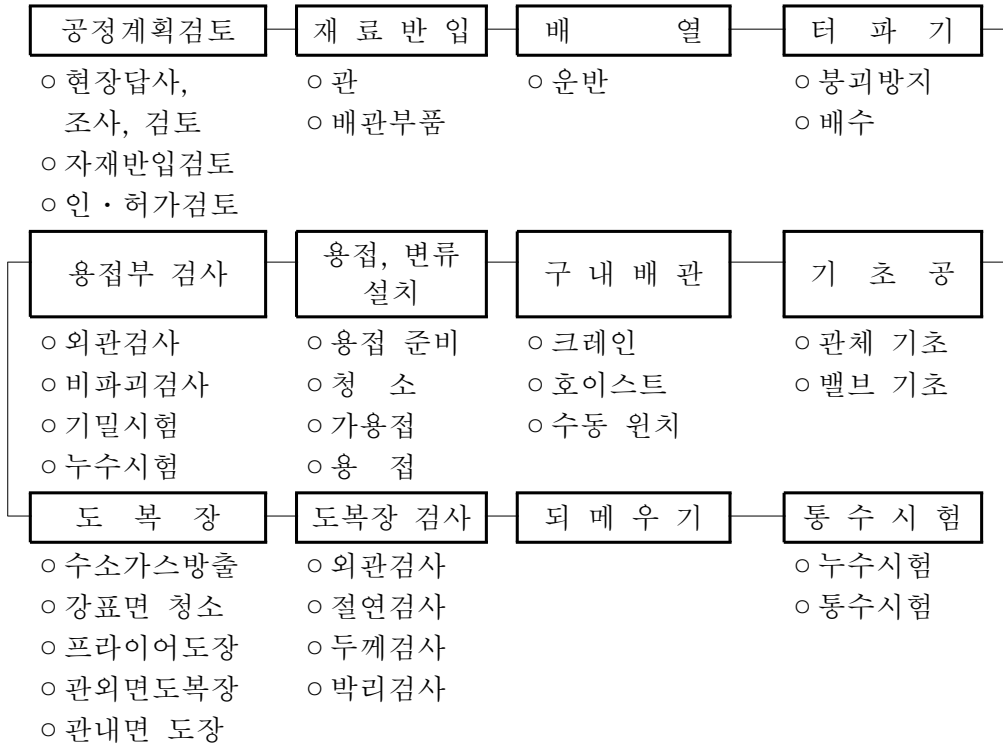 공정계획검토 재 료 반 입 배 열 터 파 기
○ 현장답사, ○ 관 ○ 운반 ○ 붕괴방지
조사, 검토 ○ 배관부품 ○ 배수
○ 자재반입검토
○ 인·허가검토
용접부 검사 용접, 변류 설치 구 내 배 관 기 초 공
○ 외관검사 ○ 용접 준비 ○ 크레인 ○ 관체 기초
○ 비파괴검사 ○ 청 소 ○ 호이스트 ○ 밸브 기초
○ 기밀시험 ○ 가용접 ○ 수동 윈치
○ 누수시험 ○ 용 접
도 복 장 도복장 검사 되 메 우 기 통 수 시 험
○ 수소가스방출 ○ 외관검사 ○ 누수시험
○ 강표면 청소 ○ 절연검사 ○ 통수시험
○ 프라이어도장 ○ 두께검사
○ 관외면도복장 ○ 박리검사
○ 관내면 도장